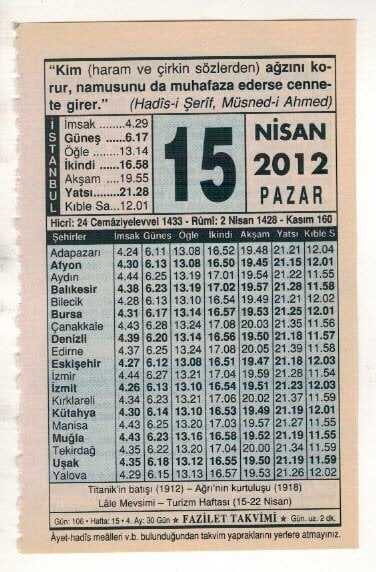 “Kim (haram ve çirkin sözlerden) ağzını ko-
rur, namusunu da muhafaza ederse cenne-
te girer.” (Hadîs-i Şerîf, Müsned-i Ahmed)
İSTANBUL
İmsak ........4.29
Güneş ......6.17
Öğle .......13.14
İkindi .....16.58
Akşam ....19.55
Yatsı.......21.28
Kıble Sa...12.01
15
NİSAN
2012
PAZAR
Hicrî: 24 Cemâziyelevvel 1433 - Rûmî: 2 Nisan 1428 - Kasım 160
Şehirler İmsak Güneş Öğle İkindi Akşam Yatsı Kıble S
Adapazarı 4.24 6.11 13.08 16.52 19.48 21.21 12.04
Afyon 4.30 6.13 13.08 16.50 19.45 21.15 12.01
Aydın 4.44 6.25 13.19 17.01 19.54 21.22 11.55
Balıkesir 4.38 6.23 13.19 17.02 19.57 21.28 11.58
Bilecik 4.28 6.13 13.10 16.54 19.49 21.21 12.02
Bursa 4.31 6.17 13.14 16.57 19.53 21.25 12.01
Çanakkale 4.43 6.28 13.24 17.08 20.03 21.35 11.56
Denizli 4.39 6.20 13.14 16.56 19.50 21.18 11.57
Edirne 4.37 6.25 13.24 17.08 20.05 21.39 11.58
Eskişehir 4.27 6.12 13.08 16.51 19.47 21.18 12.03
İzmir 4.44 6.27 13.21 17.04 19.59 21.28 11.54
İzmit 4.26 6.13 13.10 16.54 19.51 21.23 12.03
Kırklareli 4.34 6.23 13.21 17.06 20.02 21.37 11.59
Kütahya 4.30 6.14 13.10 16.53 19.49 21.19 12.01
Manisa 4.43 6.25 13.20 17.03 19.57 21.27 11.55
Muğla 4.43 6.23 13.16 16.58 19.52 21.19 11.55
Tekirdağ 4.35 6.22 13.20 17.04 20.00 21.34 11.59
Uşak 4.35 6.18 13.12 16.55 19.50 21.19 11.59
Yalova 4.29 6.15 13.13 16.57 19.53 21.26 12.02
Titanik'in batışı (1912) – Ağrı'nın kurtuluşu (1918)
Lâle Mevsimi – Turizm Haftası (15-22 Nisan)
Gün: 106 • Hafta: 15 • 4. Ay: 30 Gün ★ FAZİLET TAKVİMİ ★ Gün. uz. 2 dk.
Âyet-hadîs meâlleri v.b. bulunduğundan takvim yapraklarını yerlere atmayınız.